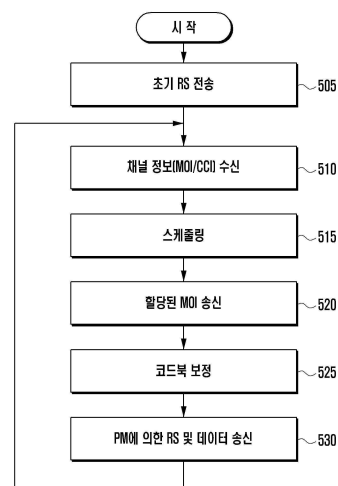 시 작
초기 RS 전송
505
채널 정보(MOI/CCI) 수신
510
스케줄링
515
할당된 MOI 송신
520
코드북 보정
525
PM에 의한 RS 및 데이터 송신
530